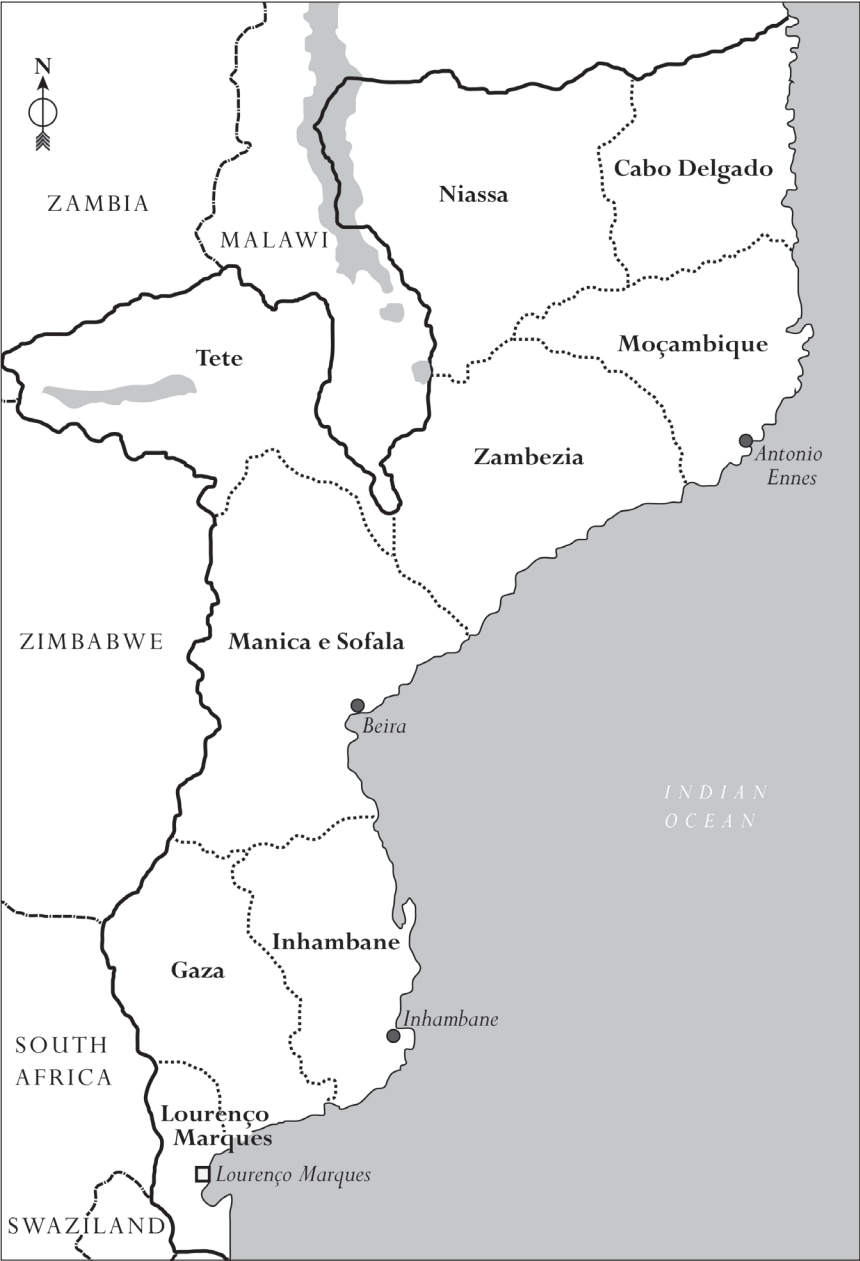 N
ZAMBIA
MALAWI
Niassa
Cabo Delgado
Tete
Moçambique
Zambezia
Antonio
Ennes
ZIMBABWE
Manica e Sofala
Beira
INDIAN
OCEAN
Inhambane
Gaza
Inhambane
SOUTH
AFRICA
Lourenço
Marques
Lourenço Marques
SWAZILAND